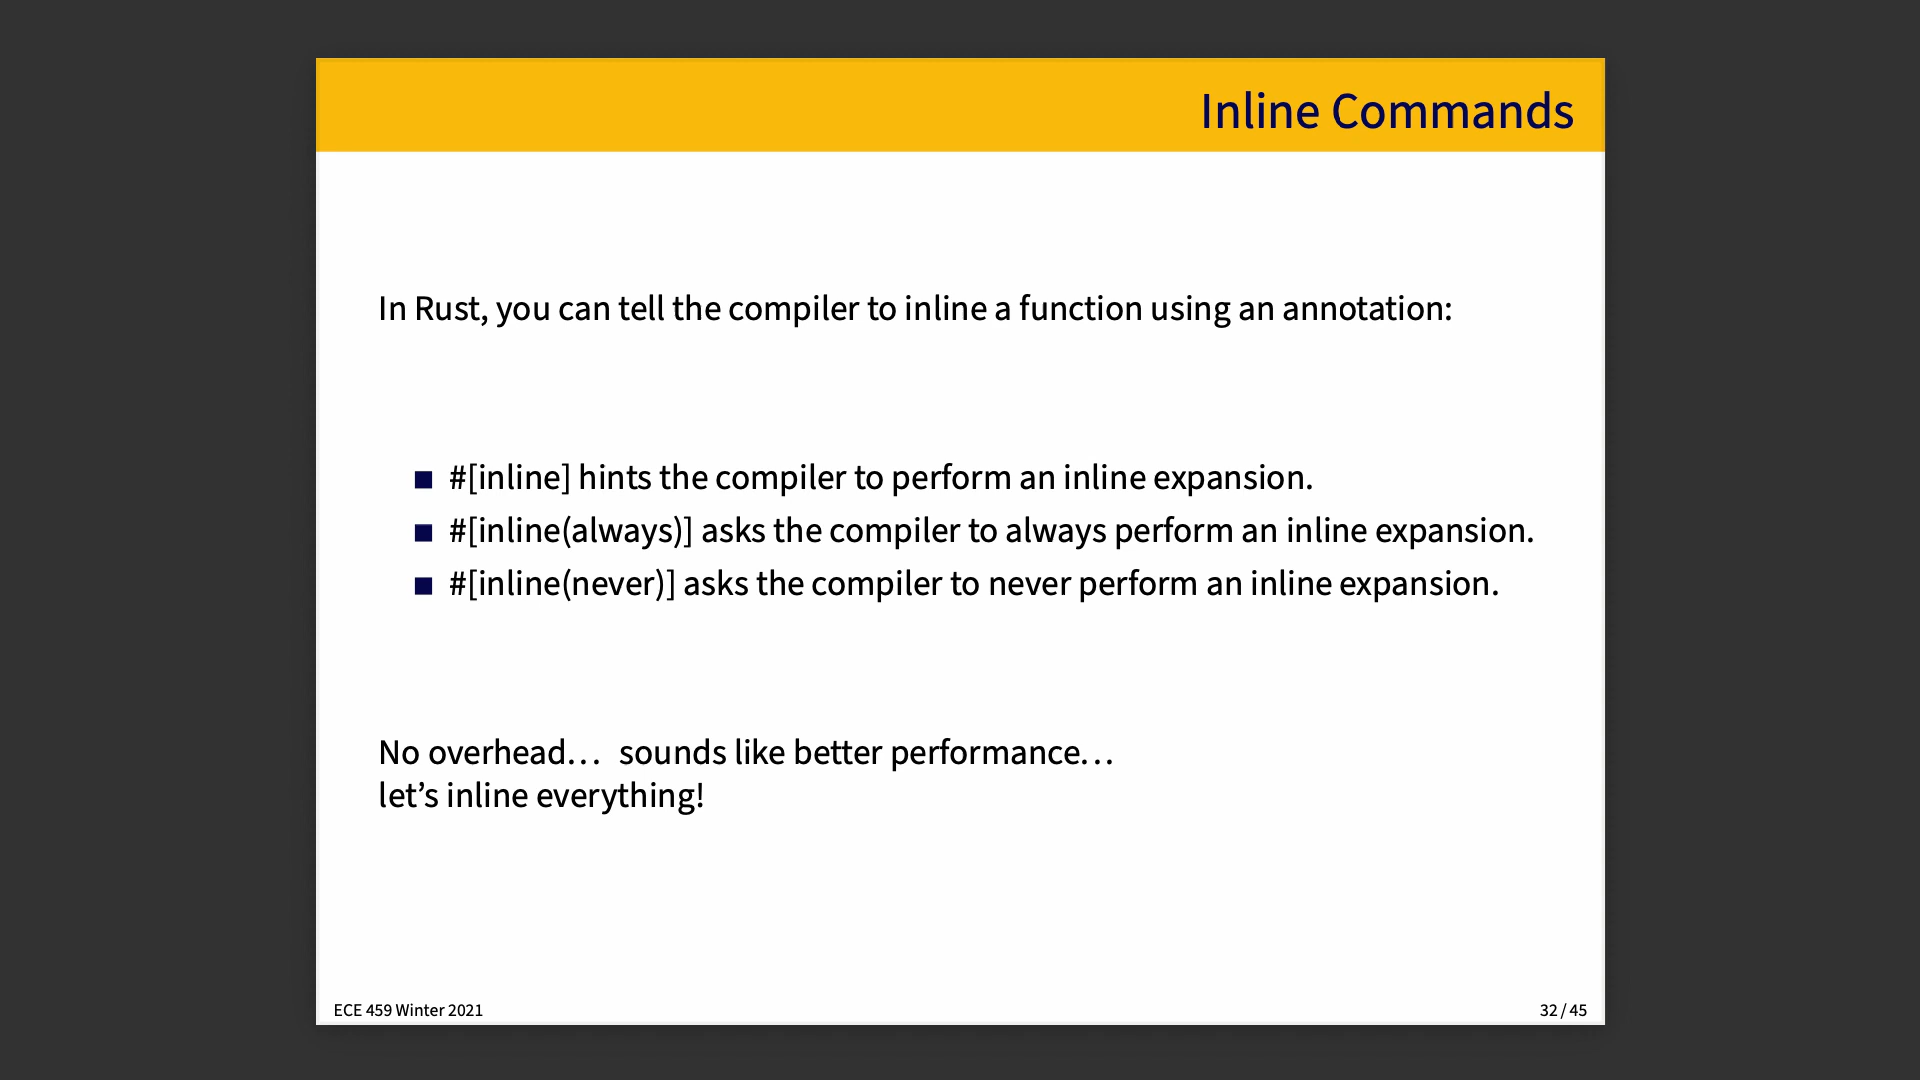 Inline Commands
In Rust, you can tell the compiler to inline a function using an annotation:
#[inline] hints the compiler to perform an inline expansion.
#[inline(always)] asks the compiler to always perform an inline expansion.
#[inline(never)] asks the compiler to never perform an inline expansion.
No overhead… sounds like better performance…
let’s inline everything!
ECE 459 Winter 2021
32 / 45